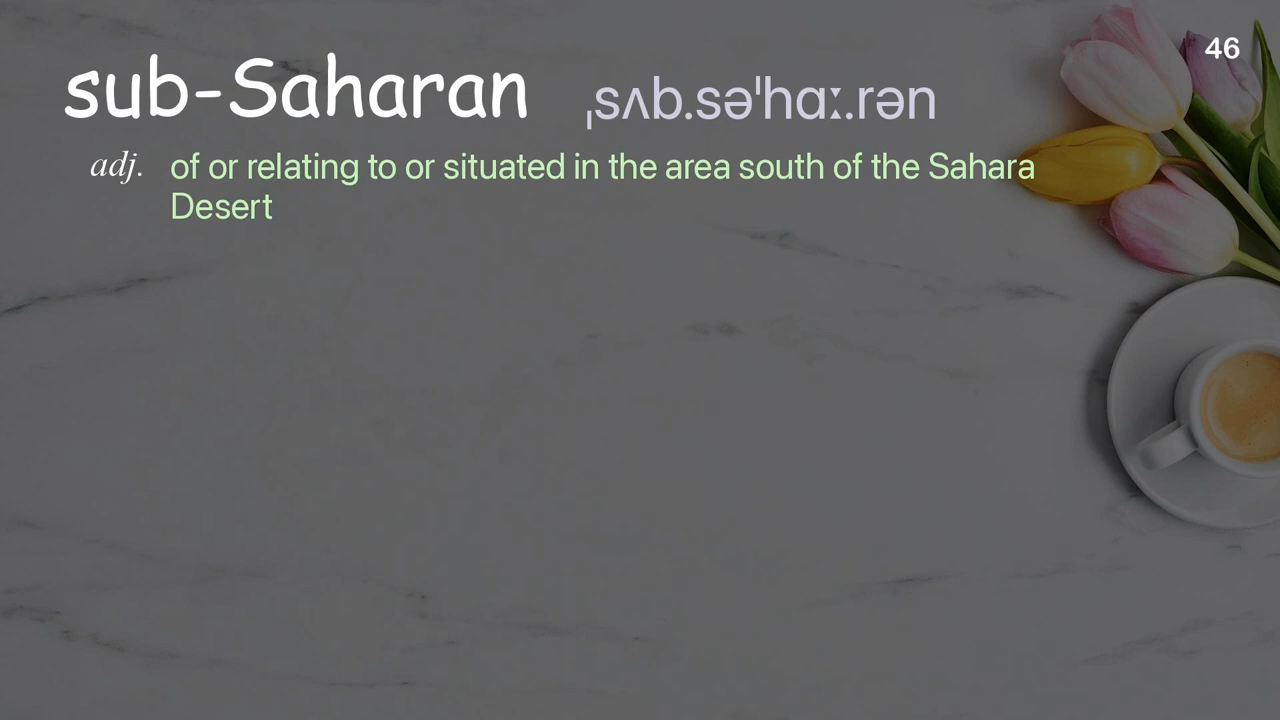 46
sub-Saharan ˌsʌb.səˈhɑː.rən
adj. of or relating to or situated in the area south of the Sahara
Desert